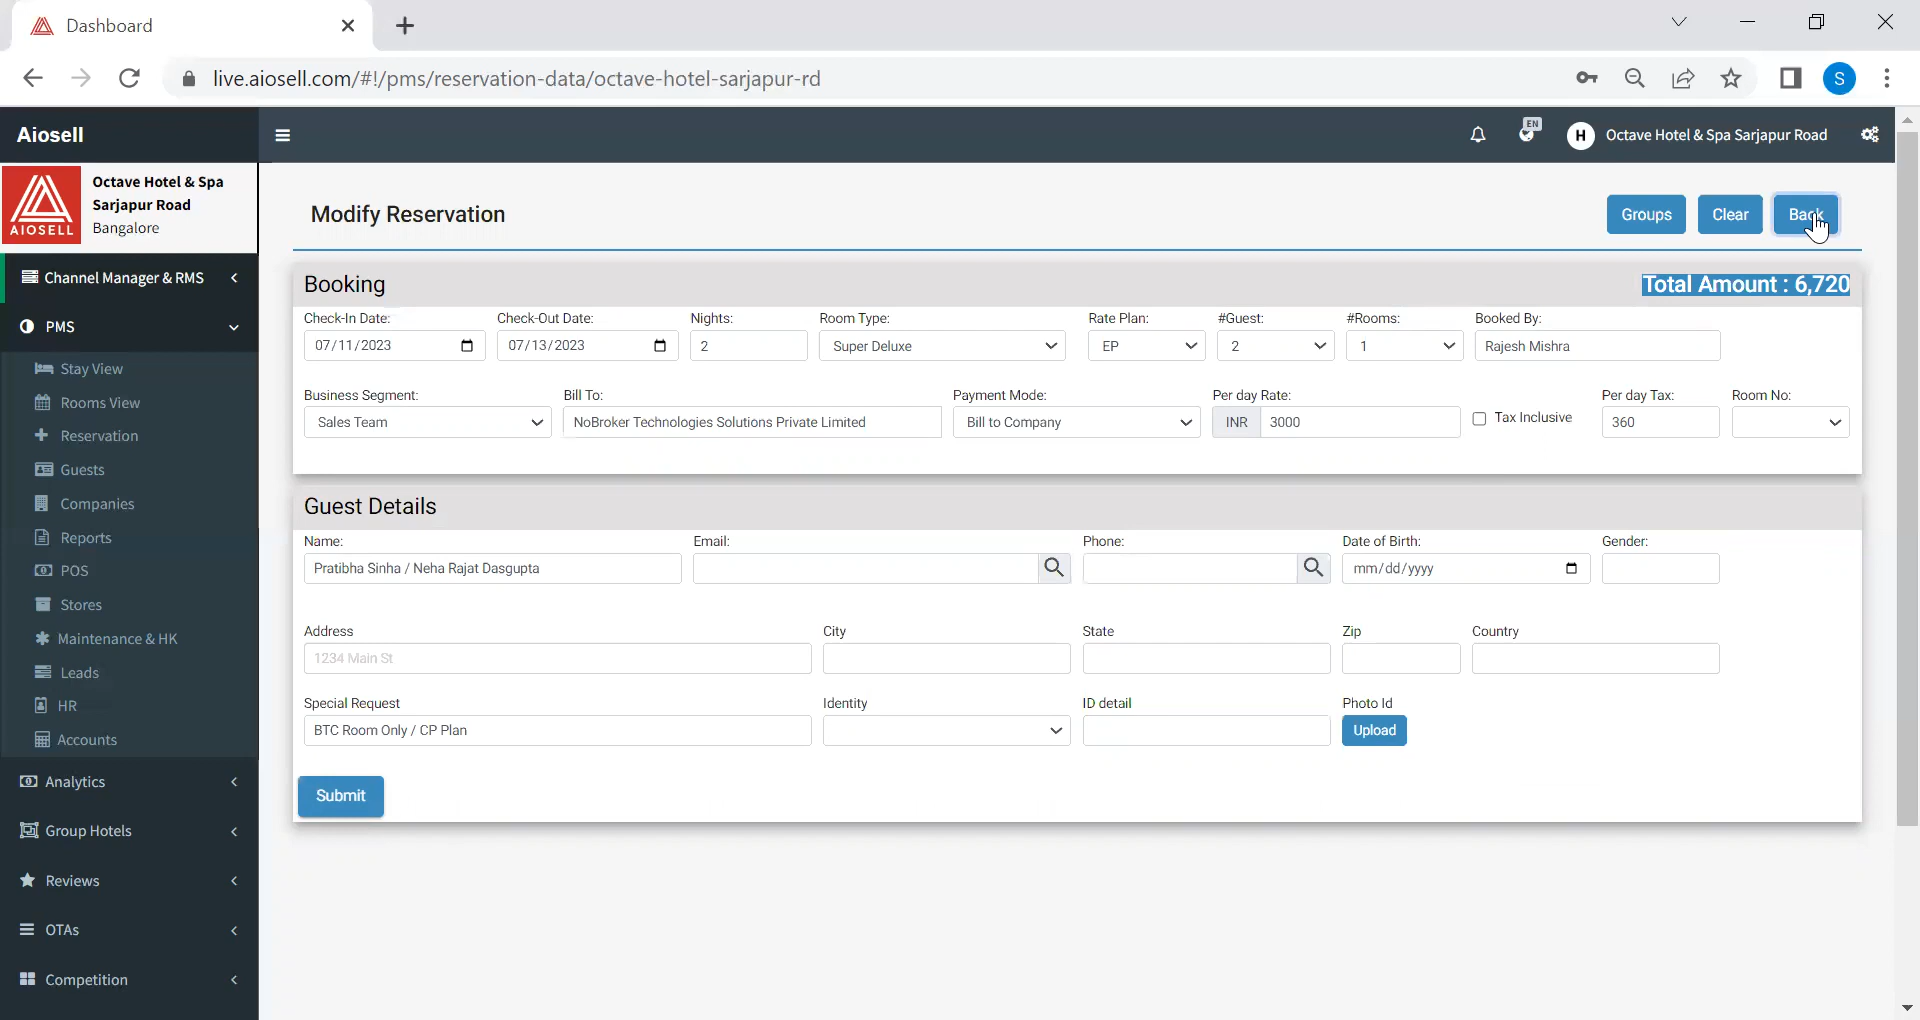 Dashboard
live.aiosell.com/#!/pms/reservation-data/octave-hotel-sarjapur-rd
S
Aiosell
EN
H Octave Hotel & Spa Sarjapur Road
AIOSELL
Octave Hotel & Spa
Sarjapur Road
Bangalore
Channel Manager & RMS
PMS
Stay View
Rooms View
Reservation
Guests
Companies
Reports
POS
Stores
Maintenance & HK
Leads
HR
Accounts
Analytics
Group Hotels
Reviews
OTAs
Competition
Modify Reservation
Groups Clear Back
Booking Total Amount : 6,720
Check-In Date: Check-Out Date: Nights: Room Type: Rate Plan: #Guest: #Rooms: Booked By:
07/11/2023 07/13/2023 2 Super Deluxe EP 2 1 Rajesh Mishra
Business Segment: Bill To: Payment Mode: Per day Rate: Per day Tax: Room No:
Sales Team NoBroker Technologies Solutions Private Limited Bill to Company INR 3000 Tax Inclusive 360
Guest Details
Name: Email: Phone: Date of Birth: Gender:
Pratibha Sinha / Neha Rajat Dasgupta mm/dd/yyyy
Address City State Zip Country
1234 Main St
Special Request Identity ID detail Photo Id
BTC Room Only / CP Plan Upload
Submit